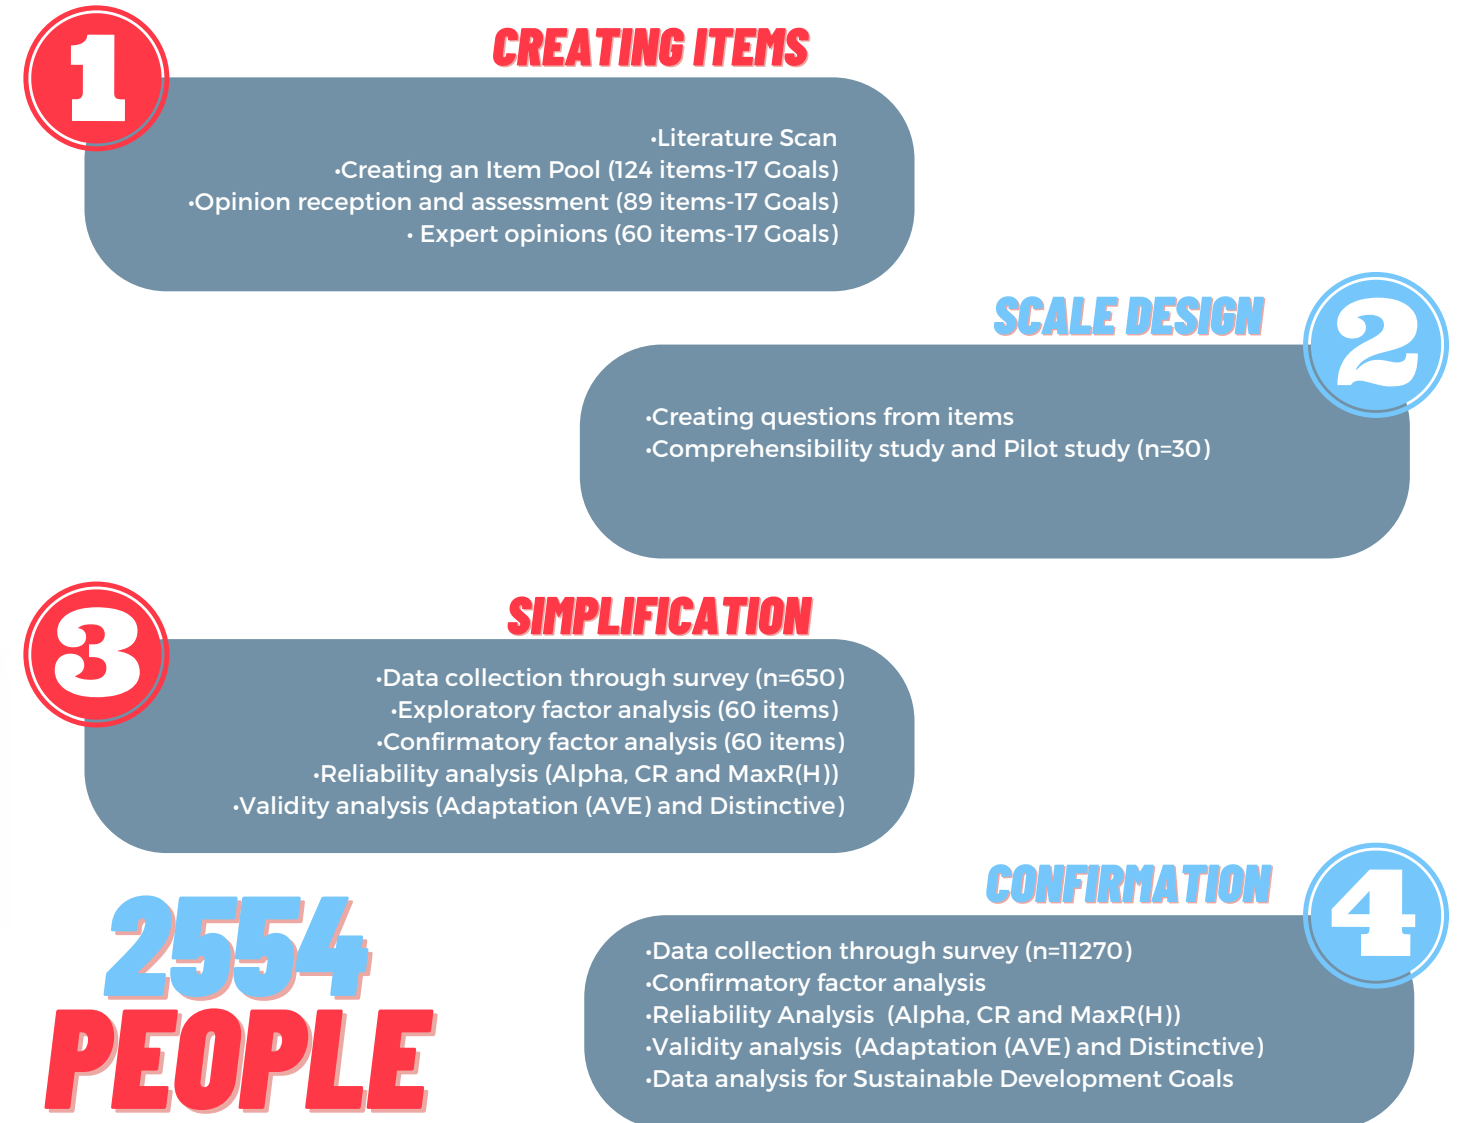 1
CREATING ITEMS
•Literature Scan
•Creating an Item Pool (124 items-17 Goals)
•Opinion reception and assessment (89 items-17 Goals)
• Expert opinions (60 items-17 Goals)
2
SCALE DESIGN
•Creating questions from items
•Comprehensibility study and Pilot study (n=30)
3
SIMPLIFICATION
•Data collection through survey (n=650)
•Exploratory factor analysis (60 items)
•Confirmatory factor analysis (60 items)
•Reliability analysis (Alpha, CR and MaxR(H))
•Validity analysis (Adaptation (AVE) and Distinctive)
4
CONFIRMATION
•Data collection through survey (n=11270)
•Confirmatory factor analysis
•Reliability Analysis  (Alpha, CR and MaxR(H))
•Validity analysis  (Adaptation (AVE) and Distinctive)
•Data analysis for Sustainable Development Goals
2554
PEOPLE